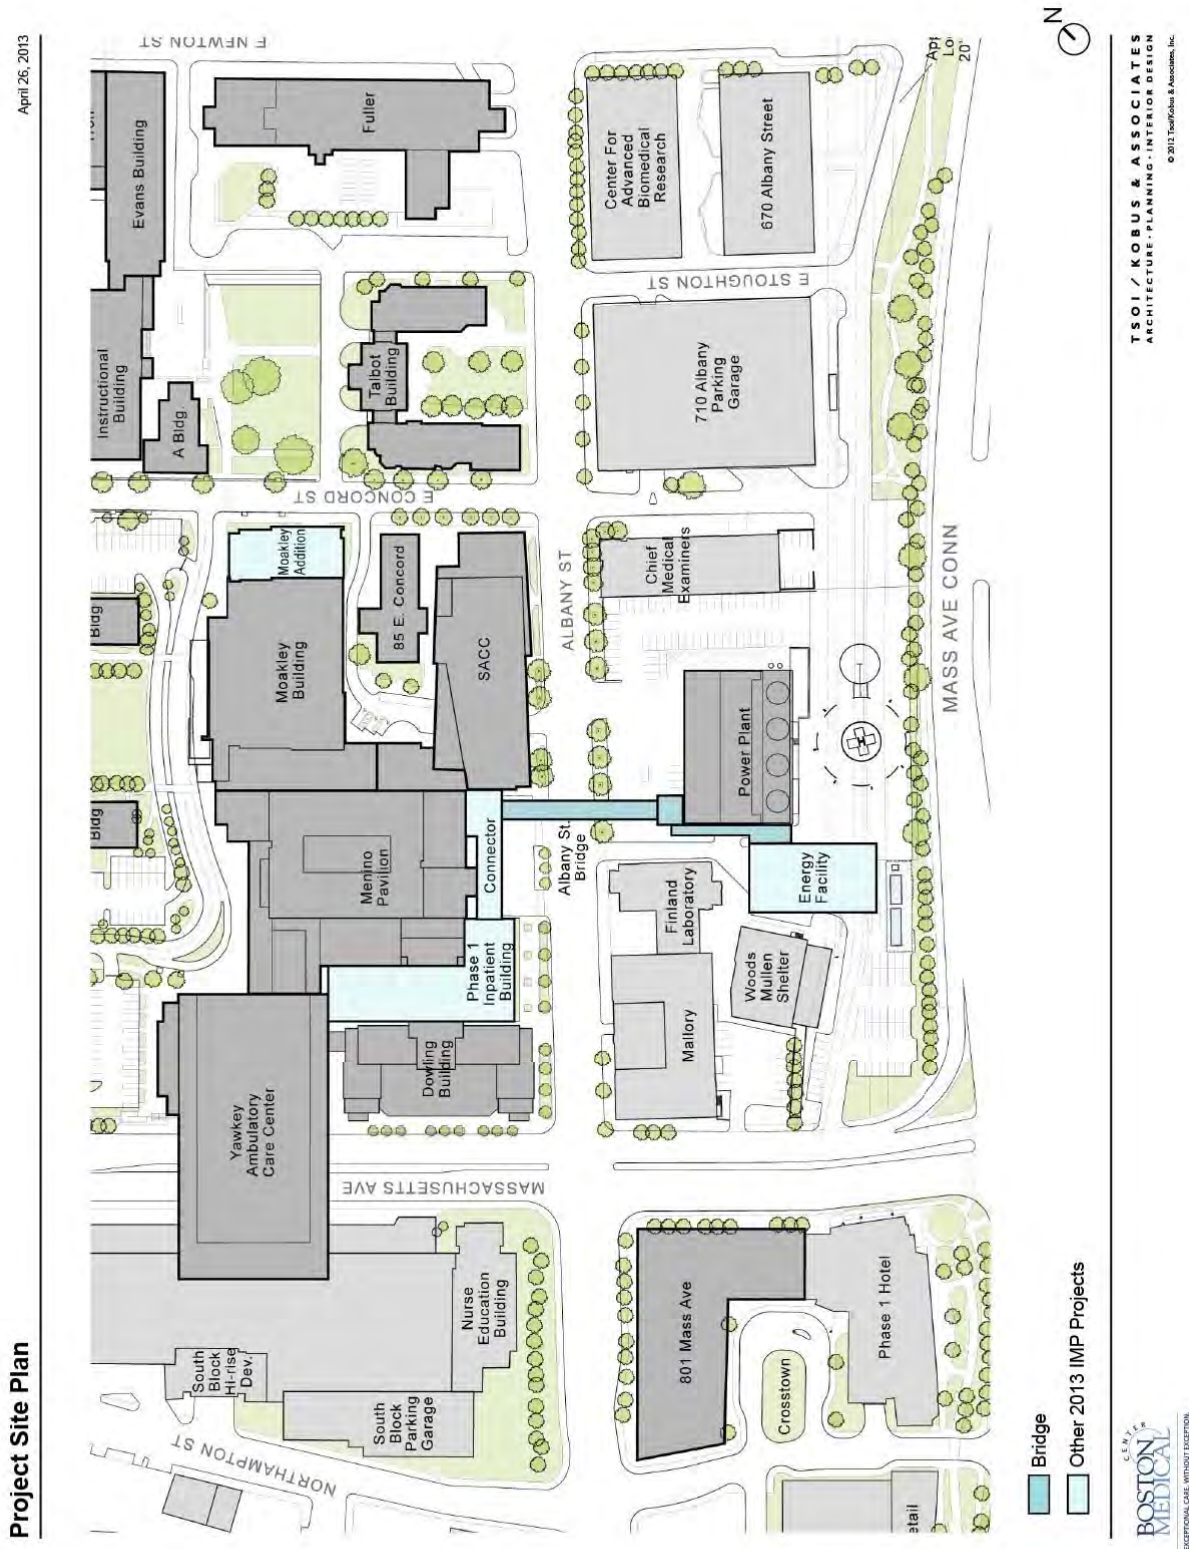 Project Site Plan
April 26, 2013
E NEWTON ST
Evans Building
Fuller
Center For
Advanced
Biomedical
Research
670 Albany Street
E STOUGHTON ST
Instructional
Building
A Bldg.
Talbot
Building
710 Albany
Parking
Garage
E CONCORD ST
Moakley
Addition
85 E. Concord
ALBANY ST
Chief
Medical
Examiners
MASS AVE CONN
Bldg
Moakley
Building
SACC
Power Plant
H
Bldg
Menino
Pavilion
Connector
Albany St.
Bridge
Finland
Laboratory
Energy
Facility
Phase 1
Inpatient
Building
Woods
Mullen
Shelter
Mallory
Dowling
Building
Yawkey
Ambulatory
Care Center
MASSACHUSETTS AVE
Nurse
Education
Building
801 Mass Ave
Phase 1 Hotel
South
Block
Hi-rise
Dev.
South
Block
Parking
Garage
Crosstown
NORTHAMPTON ST
etail
20'
N
Bridge
Other 2013 IMP Projects
BOSTON
MEDICAL
CENTER
EXCEPTIONAL CARE. WITHOUT EXCEPTION.
TSOI / KOBUS & ASSOCIATES
ARCHITECTURE • PLANNING • INTERIOR DESIGN
© 2012 Tsoi/Kobus & Associates, Inc.